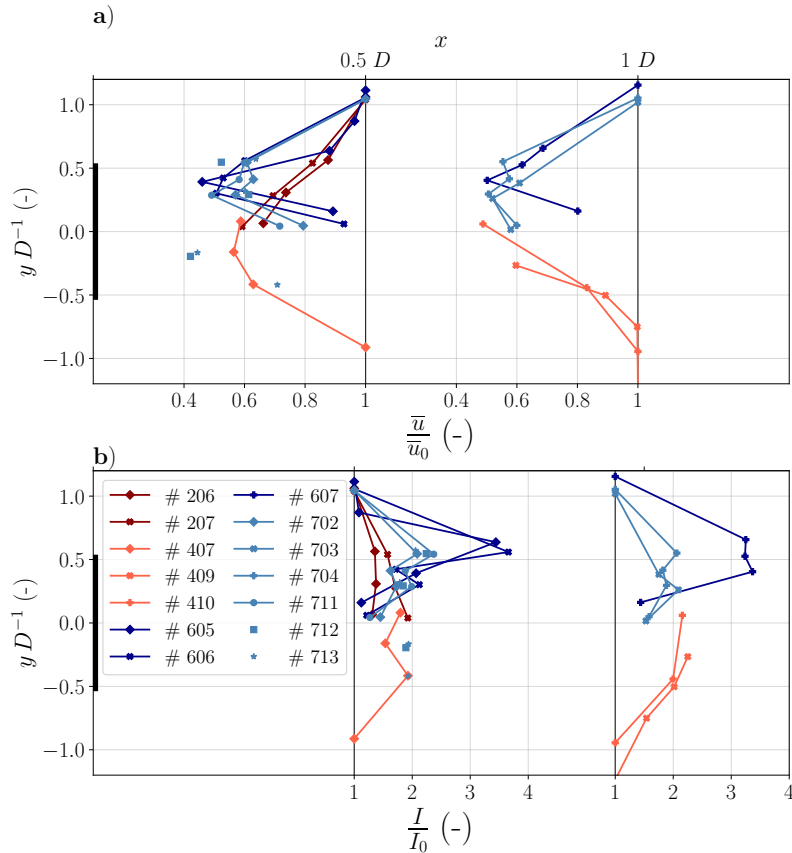 a)
x
0.5 D 1 D
1.0
0.5
0.0
−0.5
−1.0
y D⁻¹ (-)
0.4 0.6 0.8 1 0.4 0.6 0.8 1
u̅/u̅₀ (-)
b)
1.0
0.5
0.0
−0.5
−1.0
y D⁻¹ (-)
# 206 # 607
# 207 # 702
# 407 # 703
# 409 # 704
# 410 # 711
# 605 # 712
# 606 # 713
1 2 3 1 2 3 4
I/I₀ (-)